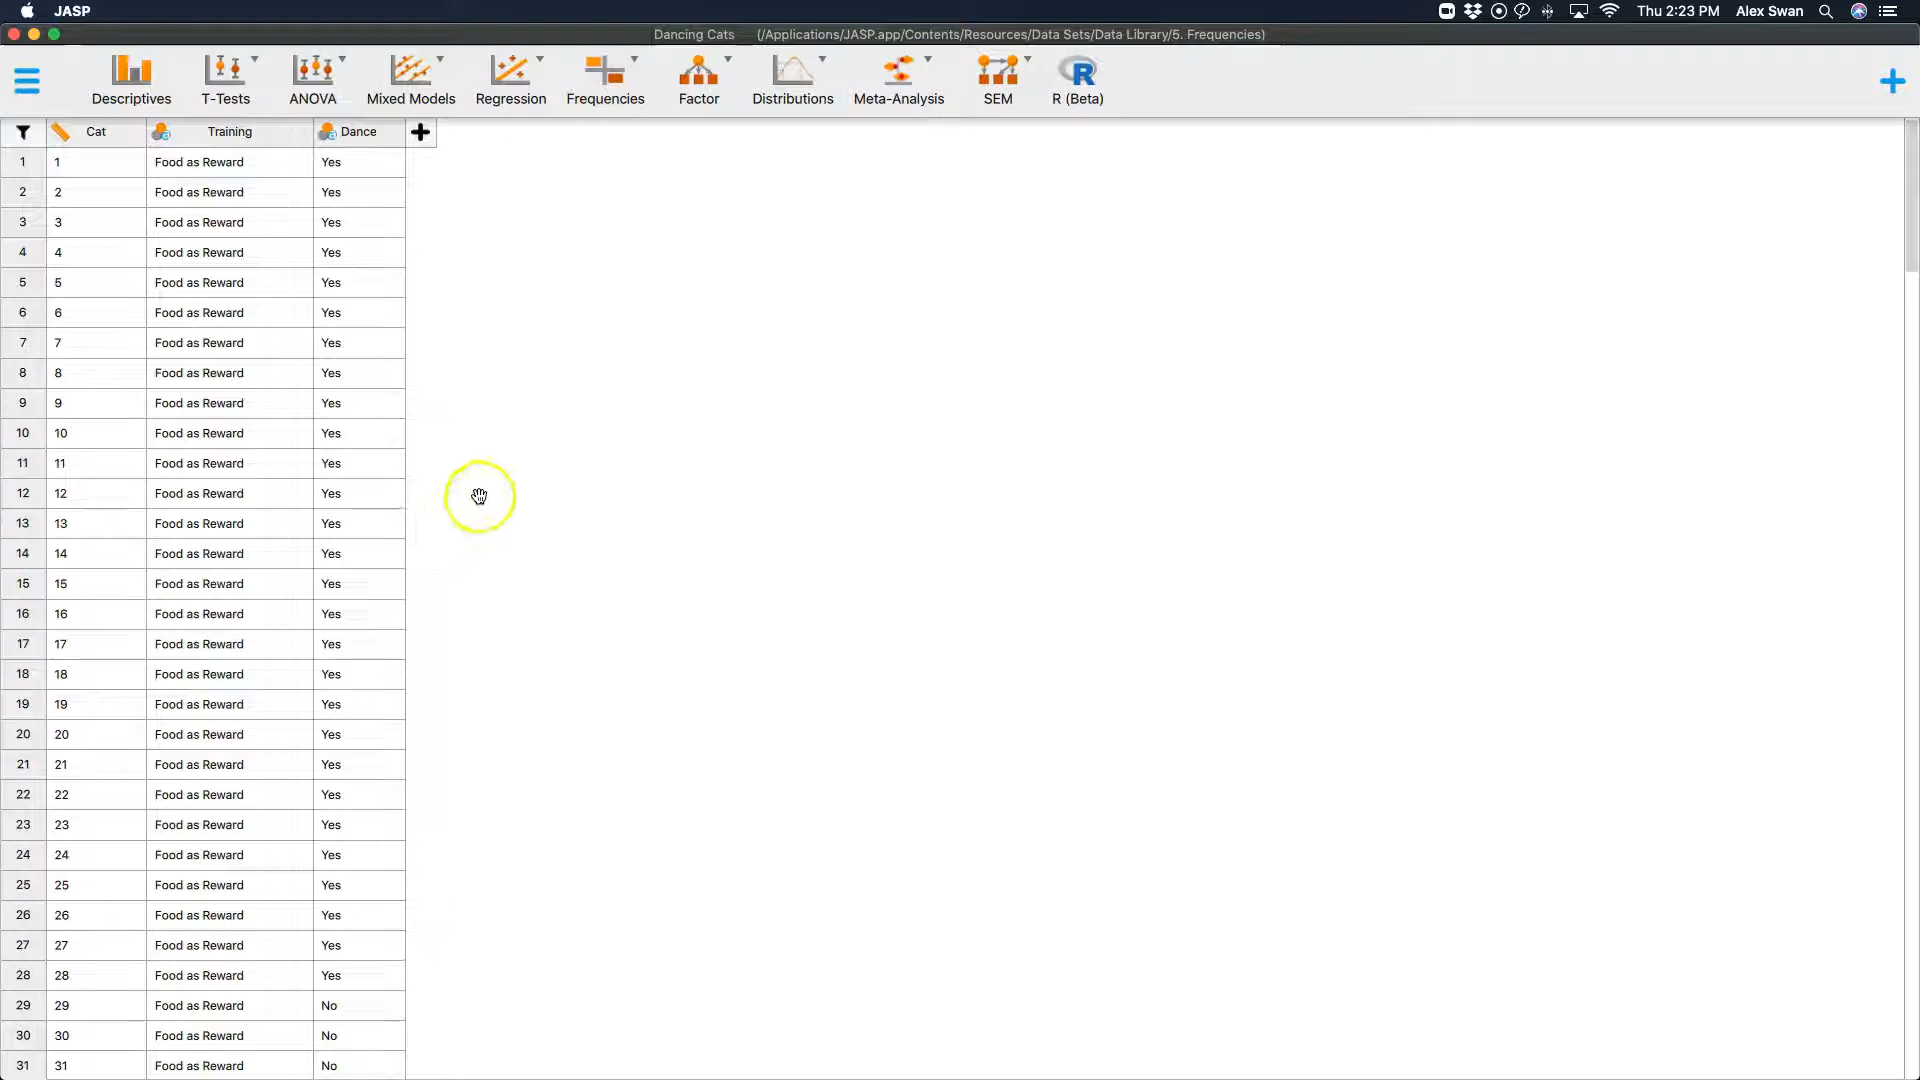 JASP
Thu 2:23 PM Alex Swan
Dancing Cats (/Applications/JASP.app/Contents/Resources/Data Sets/Data Library/5. Frequencies)
Descriptives T-Tests ANOVA Mixed Models Regression Frequencies Factor Distributions Meta-Analysis SEM R (Beta)
Cat Training Dance
1 1 Food as Reward Yes
2 2 Food as Reward Yes
3 3 Food as Reward Yes
4 4 Food as Reward Yes
5 5 Food as Reward Yes
6 6 Food as Reward Yes
7 7 Food as Reward Yes
8 8 Food as Reward Yes
9 9 Food as Reward Yes
10 10 Food as Reward Yes
11 11 Food as Reward Yes
12 12 Food as Reward Yes
13 13 Food as Reward Yes
14 14 Food as Reward Yes
15 15 Food as Reward Yes
16 16 Food as Reward Yes
17 17 Food as Reward Yes
18 18 Food as Reward Yes
19 19 Food as Reward Yes
20 20 Food as Reward Yes
21 21 Food as Reward Yes
22 22 Food as Reward Yes
23 23 Food as Reward Yes
24 24 Food as Reward Yes
25 25 Food as Reward Yes
26 26 Food as Reward Yes
27 27 Food as Reward Yes
28 28 Food as Reward Yes
29 29 Food as Reward No
30 30 Food as Reward No
31 31 Food as Reward No